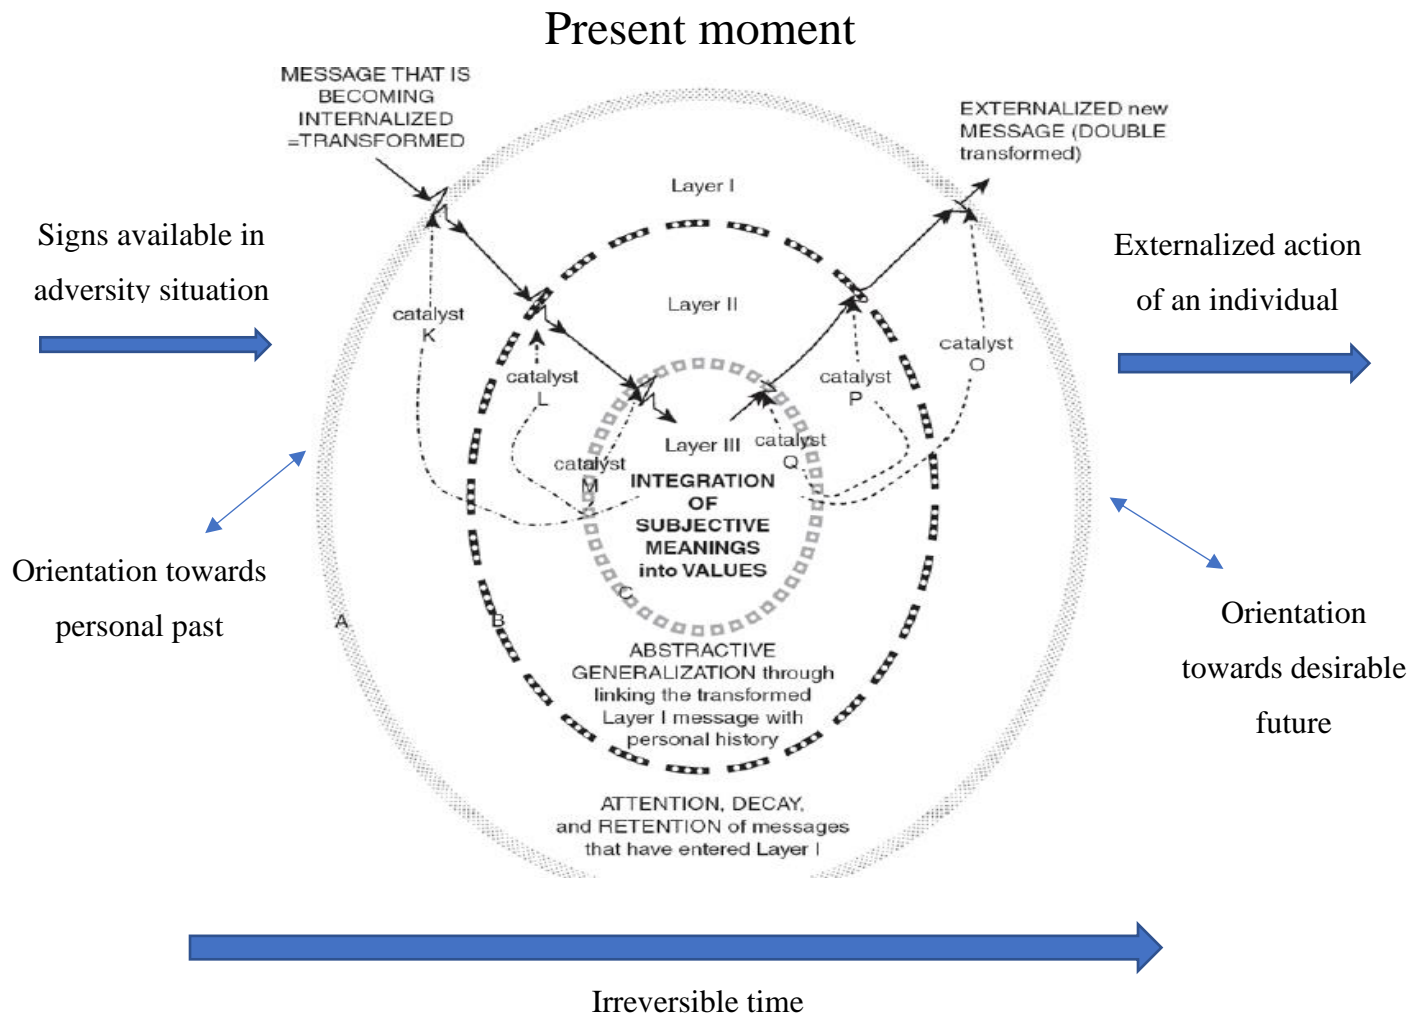 Present moment
MESSAGE THAT IS
BECOMING
INTERNALIZED
=TRANSFORMED
EXTERNALIZED new
MESSAGE (DOUBLE
transformed)
Layer I
Signs available in
adversity situation
Externalized action
of an individual
catalyst
K
Layer II
catalyst
O
catalyst
L
catalyst
P
Layer III
catalyst
Q
catalyst
M
INTEGRATION
OF
SUBJECTIVE
MEANINGS
into VALUES
Orientation towards
personal past
Orientation
towards desirable
future
A
B
C
ABSTRACTIVE
GENERALIZATION through
linking the transformed
Layer I message with
personal history
ATTENTION, DECAY,
and RETENTION of messages
that have entered Layer I
Irreversible time